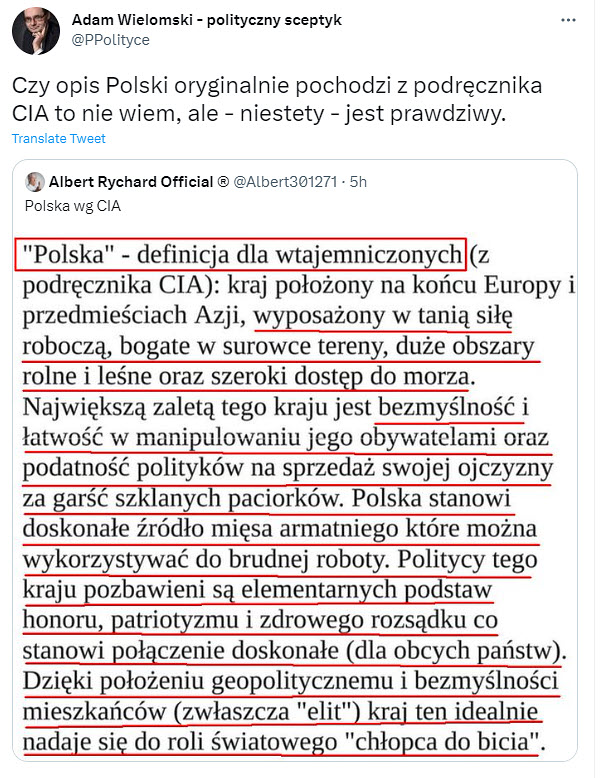 Adam Wielomski - polityczny sceptyk
@PPolityce
Czy opis Polski oryginalnie pochodzi z podręcznika
CIA to nie wiem, ale - niestety - jest prawdziwy.
Translate Tweet
Albert Rychard Official ® @Albert301271 · 5h
Polska wg CIA
"Polska" - definicja dla wtajemniczonych (z
podręcznika CIA): kraj położony na końcu Europy i
przedmieściach Azji, wyposażony w tanią siłę
roboczą, bogate w surowce tereny, duże obszary
rolne i leśne oraz szeroki dostęp do morza.
Największą zaletą tego kraju jest bezmyślność i
łatwość w manipulowaniu jego obywatelami oraz
podatność polityków na sprzedaż swojej ojczyzny
za garść szklanych paciorków. Polska stanowi
doskonałe źródło mięsa armatniego które można
wykorzystywać do brudnej roboty. Politycy tego
kraju pozbawieni są elementarnych podstaw
honoru, patriotyzmu i zdrowego rozsądku co
stanowi połączenie doskonałe (dla obcych państw).
Dzięki położeniu geopolitycznemu i bezmyślności
mieszkańców (zwłaszcza "elit") kraj ten idealnie
nadaje się do roli światowego "chłopca do bicia".